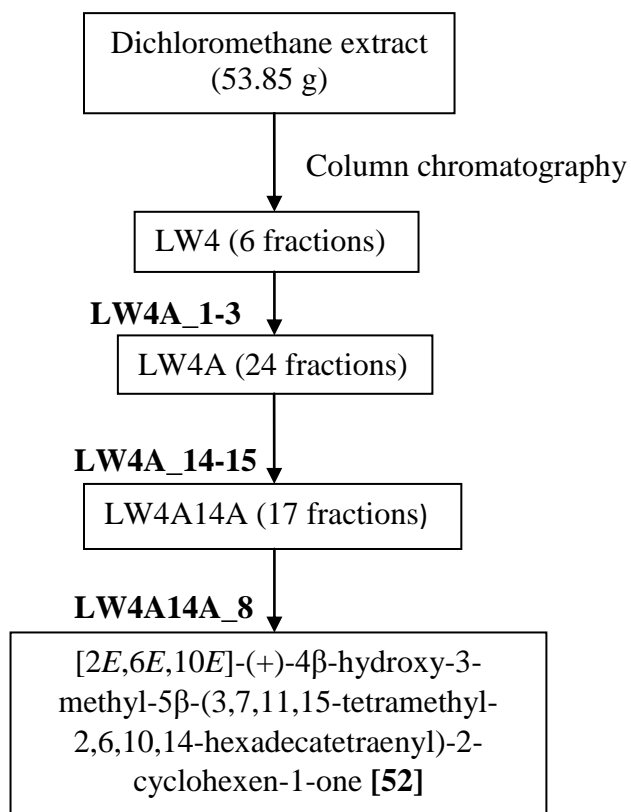 Dichloromethane extract
(53.85 g)
Column chromatography
LW4 (6 fractions)
LW4A_1-3
LW4A (24 fractions)
LW4A_14-15
LW4A14A (17 fractions)
LW4A14A_8
[2E,6E,10E]-(+)-4β-hydroxy-3-
methyl-5β-(3,7,11,15-tetramethyl-
2,6,10,14-hexadecatetraenyl)-2-
cyclohexen-1-one [52]